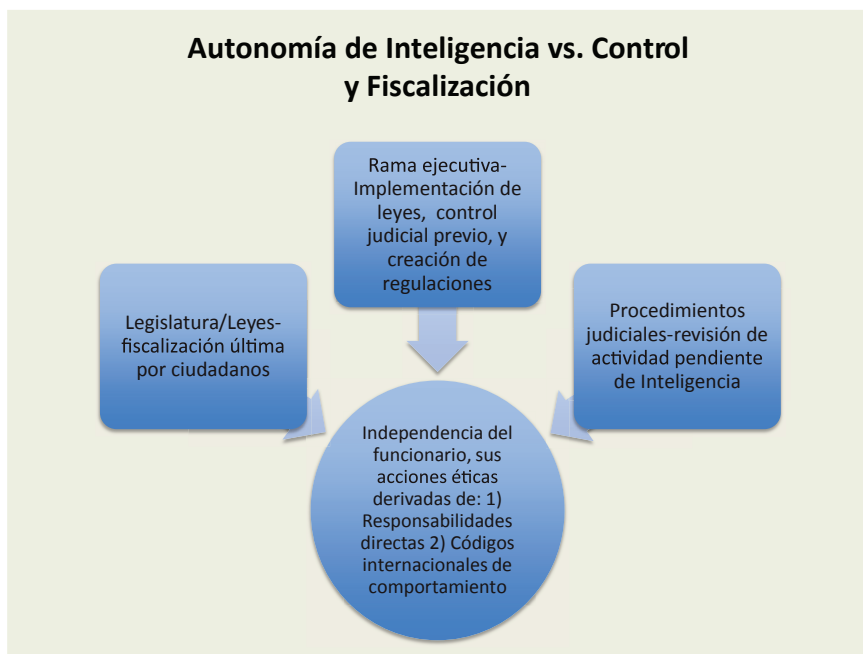 Autonomía de Inteligencia vs. Control
y Fiscalización
Rama ejecutiva-
Implementación de
leyes, control
judicial previo, y
creación de
regulaciones
Legislatura/Leyes-
fiscalización última
por ciudadanos
Procedimientos
judiciales-revisión de
actividad pendiente
de Inteligencia
Independencia del
funcionario, sus
acciones éticas
derivadas de: 1)
Responsabilidades
directas 2) Códigos
internacionales de
comportamiento